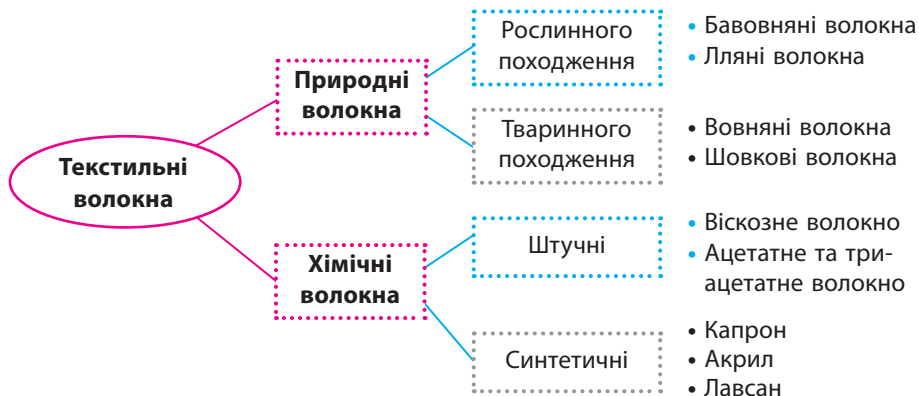 Текстильні
волокна
Природні
волокна
Рослинного
походження
• Бавовняні волокна
• Лляні волокна
Тваринного
походження
• Вовняні волокна
• Шовкові волокна
Хімічні
волокна
Штучні
• Віскозне волокно
• Ацетатне та три-
ацетатне волокно
Синтетичні
• Капрон
• Акрил
• Лавсан